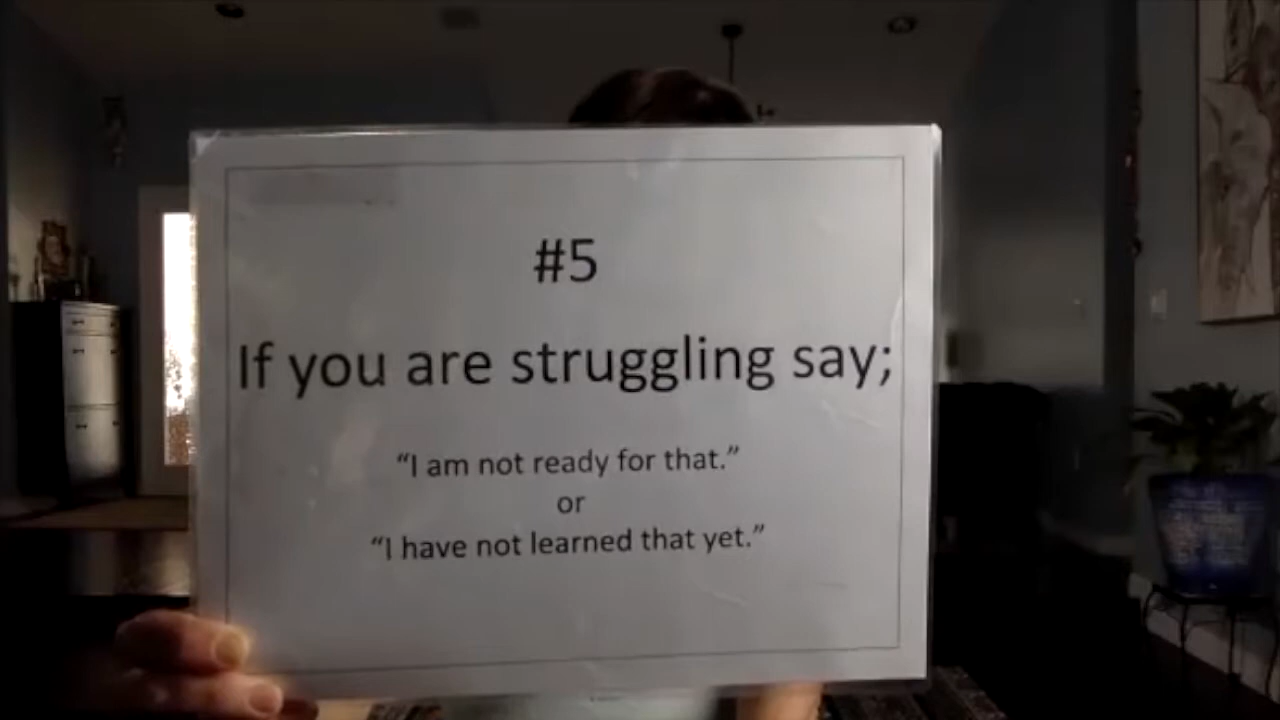 #5
If you are struggling say;
“I am not ready for that.”
or
“I have not learned that yet.”